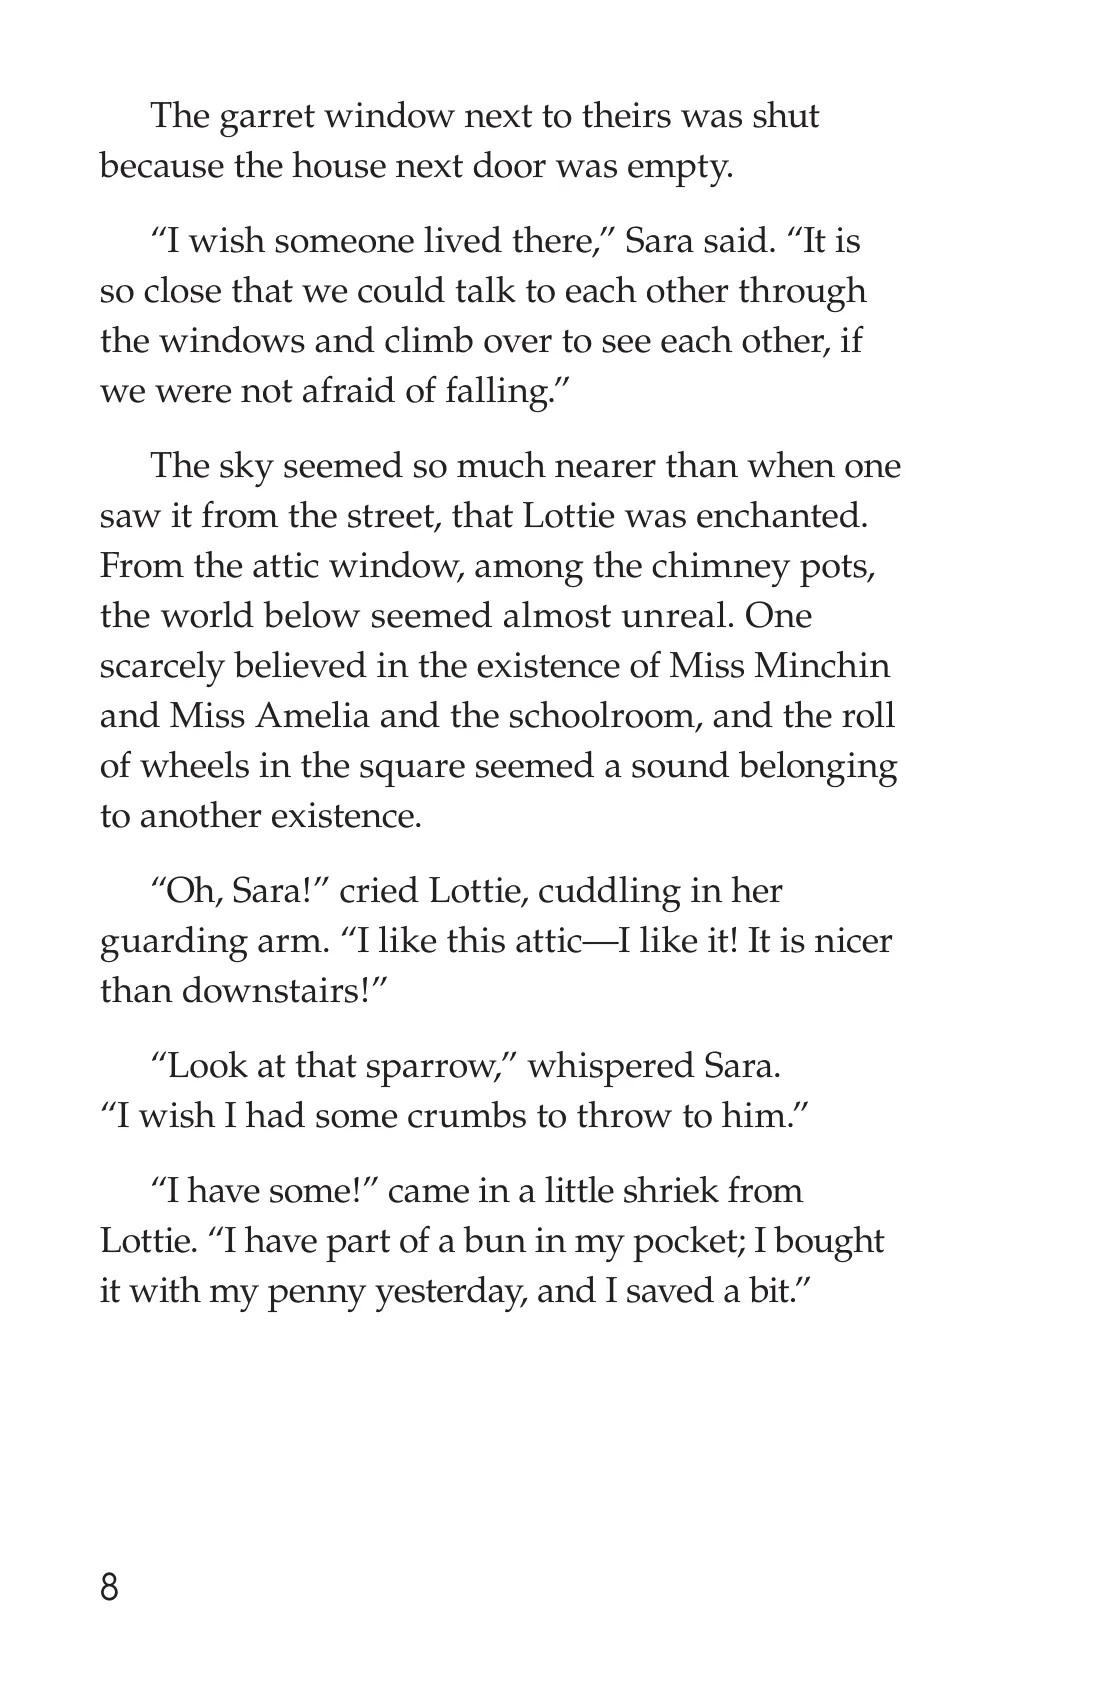 The garret window next to theirs was shut
because the house next door was empty.
“I wish someone lived there,” Sara said. “It is
so close that we could talk to each other through
the windows and climb over to see each other, if
we were not afraid of falling.”
The sky seemed so much nearer than when one
saw it from the street, that Lottie was enchanted.
From the attic window, among the chimney pots,
the world below seemed almost unreal. One
scarcely believed in the existence of Miss Minchin
and Miss Amelia and the schoolroom, and the roll
of wheels in the square seemed a sound belonging
to another existence.
“Oh, Sara!” cried Lottie, cuddling in her
guarding arm. “I like this attic—I like it! It is nicer
than downstairs!”
“Look at that sparrow,” whispered Sara.
“I wish I had some crumbs to throw to him.”
“I have some!” came in a little shriek from
Lottie. “I have part of a bun in my pocket; I bought
it with my penny yesterday, and I saved a bit.”
8